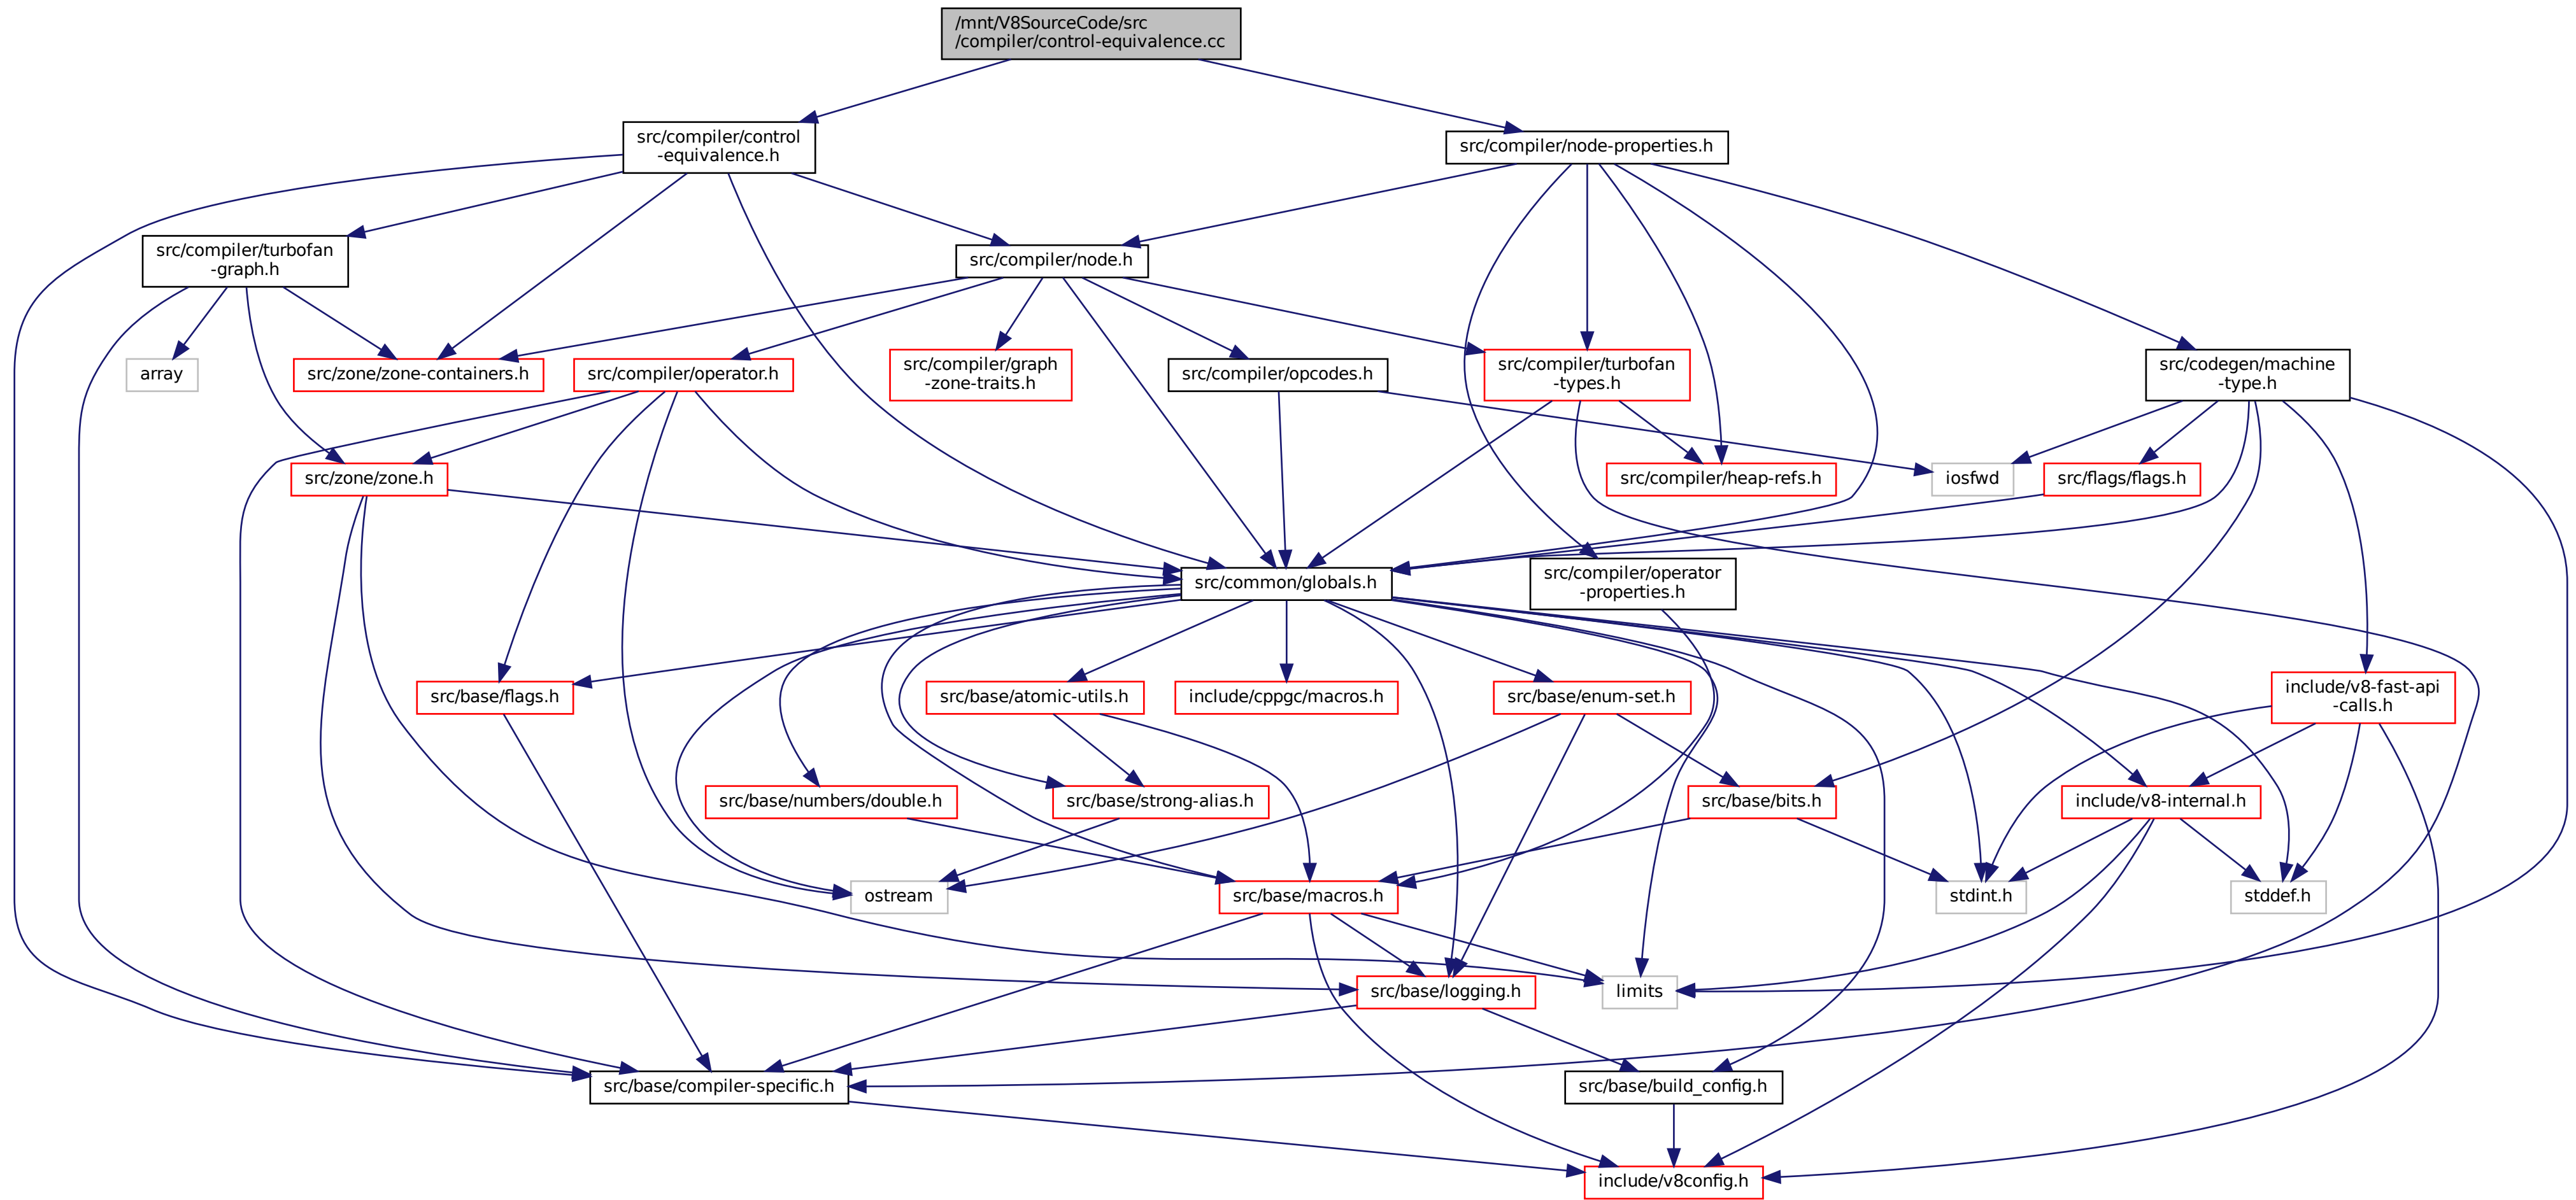 /mnt/V8SourceCode/src
/compiler/control-equivalence.cc
src/compiler/control
-equivalence.h
src/compiler/node-properties.h
src/compiler/turbofan
-graph.h
src/compiler/node.h
array
src/zone/zone-containers.h
src/compiler/operator.h
src/compiler/graph
-zone-traits.h
src/compiler/opcodes.h
src/compiler/turbofan
-types.h
src/codegen/machine
-type.h
src/zone/zone.h
src/compiler/heap-refs.h
iosfwd
src/flags/flags.h
src/common/globals.h
src/compiler/operator
-properties.h
src/base/flags.h
src/base/atomic-utils.h
include/cppgc/macros.h
src/base/enum-set.h
include/v8-fast-api
-calls.h
src/base/numbers/double.h
src/base/strong-alias.h
src/base/bits.h
include/v8-internal.h
ostream
src/base/macros.h
stdint.h
stddef.h
src/base/logging.h
limits
src/base/compiler-specific.h
src/base/build_config.h
include/v8config.h